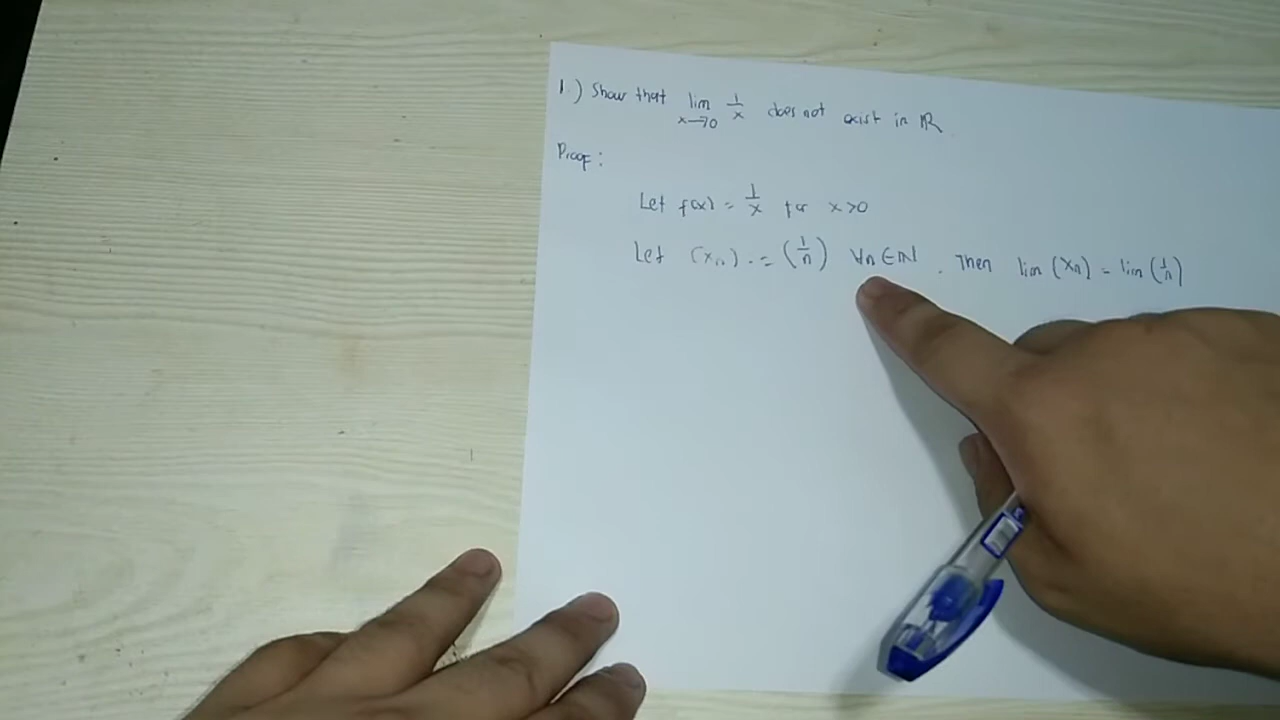 1.) Show that lim x→0 1/x does not exist in ℝ.
Proof:
Let f(x) = 1/x for x>0
Let (xₙ) := (1/n) ∀n∈ℕ. Then lim (xₙ) = lim (1/n)